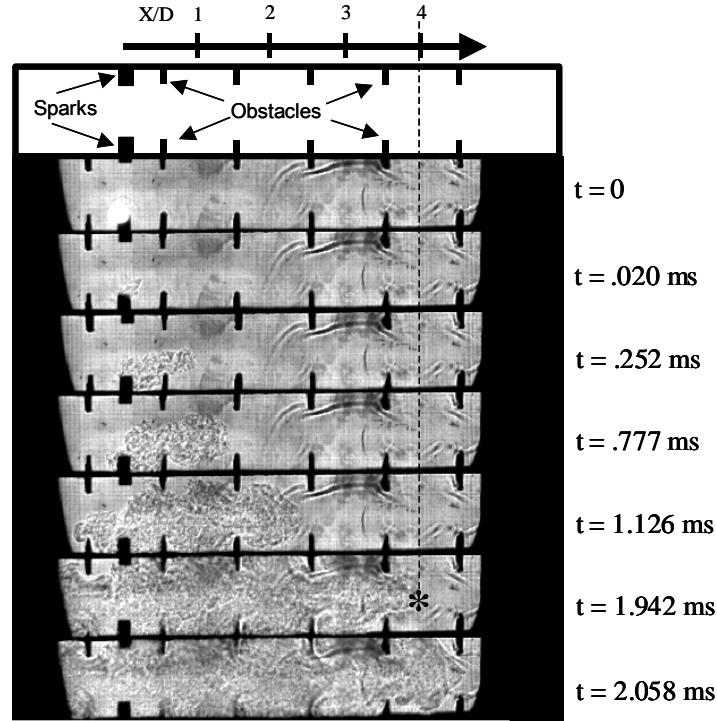 X/D 1 2 3 4
Sparks
Obstacles
t = 0
t = .020 ms
t = .252 ms
t = .777 ms
t = 1.126 ms
*
t = 1.942 ms
t = 2.058 ms